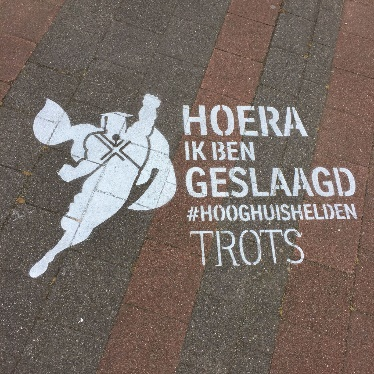 HOERA
IK BEN
GESLAAGD
#HOOGHUISHELDEN
TROTS